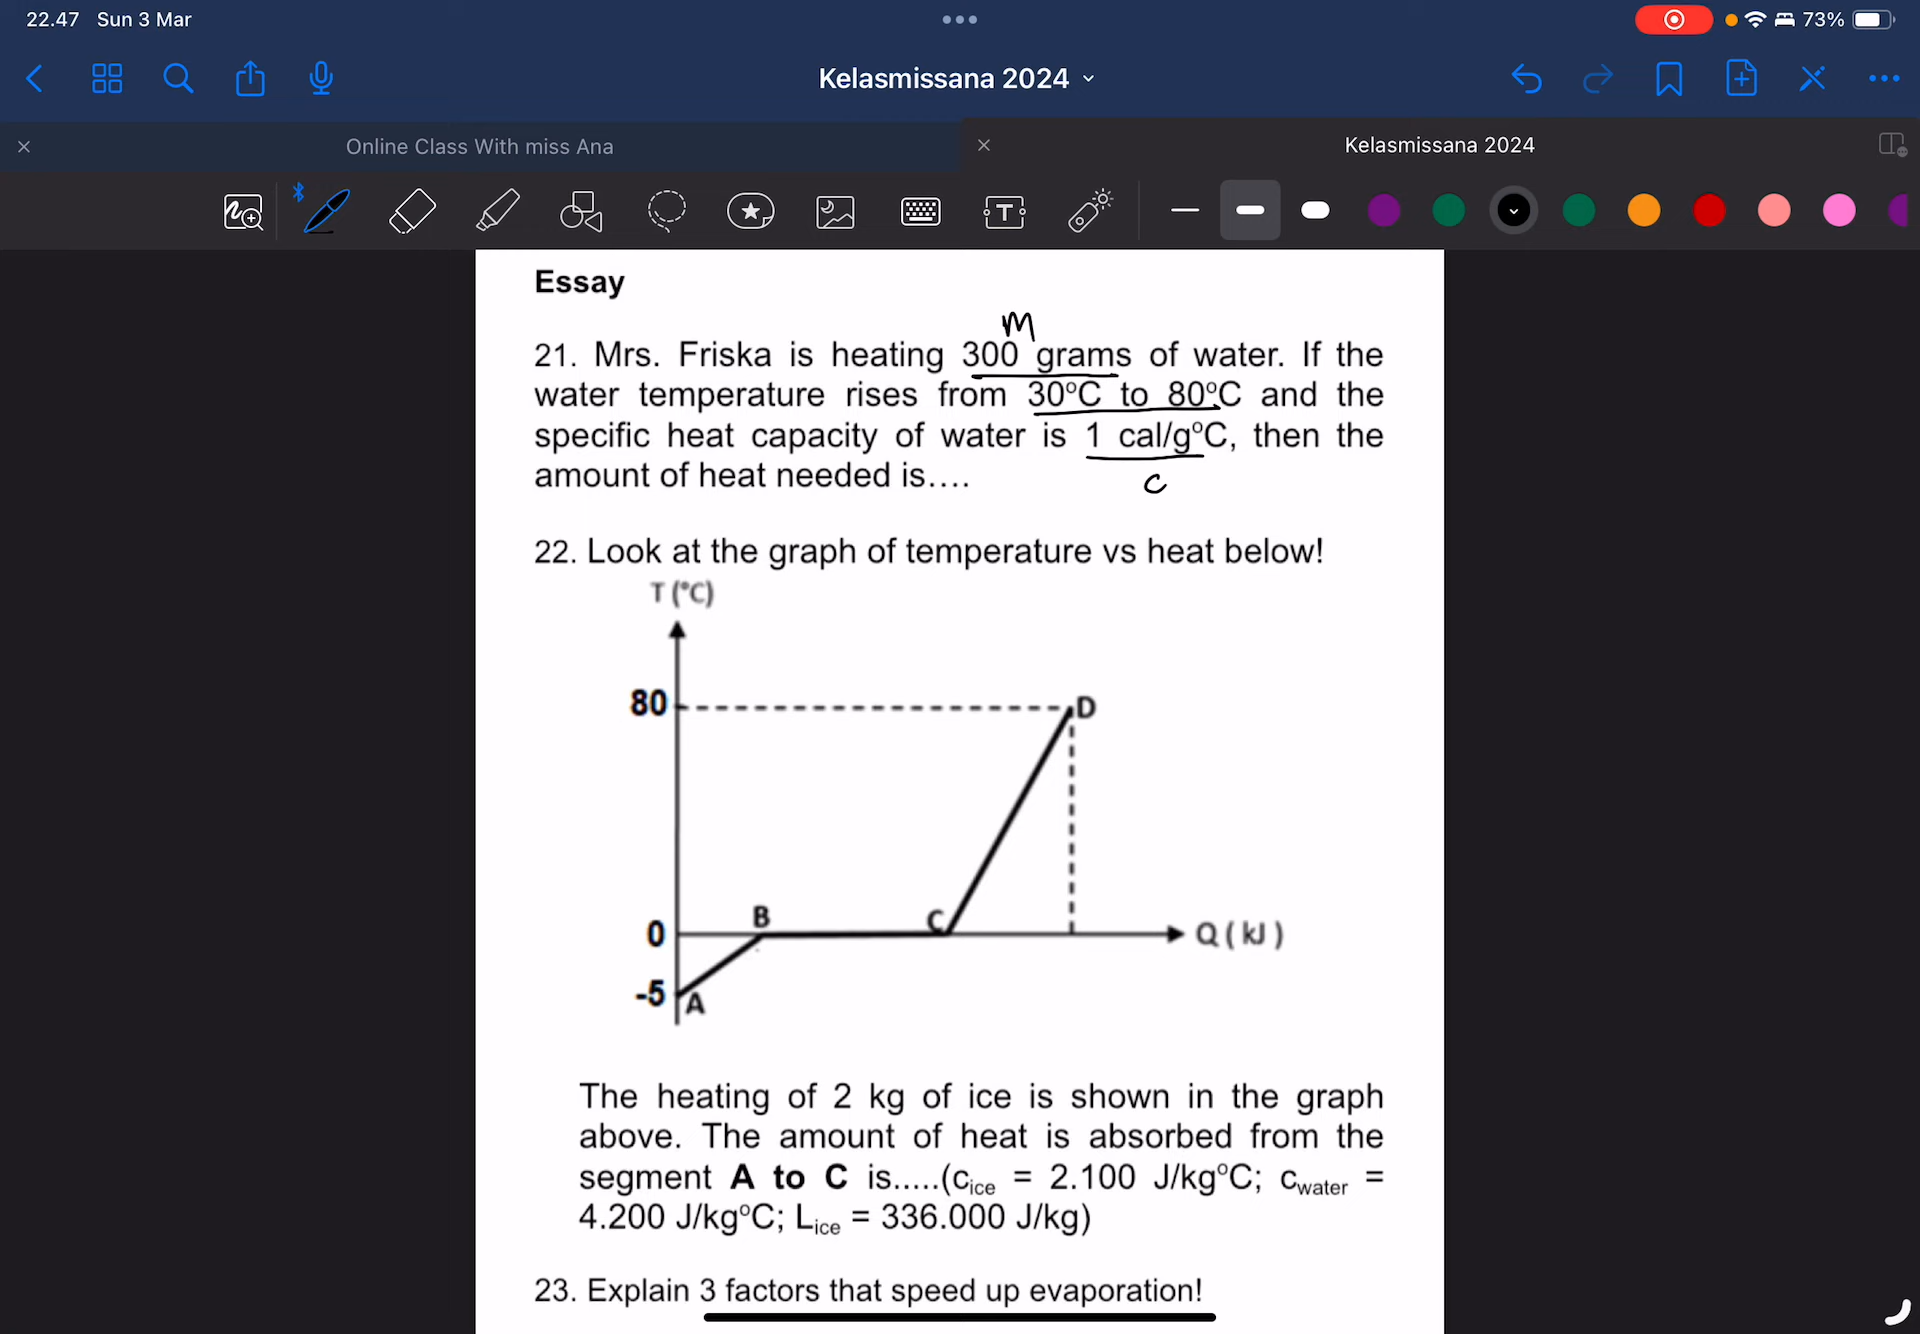 22.47 Sun 3 Mar
73%
Kelasmissana 2024
Online Class With miss Ana
Kelasmissana 2024
Essay
m
21. Mrs. Friska is heating 300 grams of water. If the
water temperature rises from 30°C to 80°C and the
specific heat capacity of water is 1 cal/g°C, then the
amount of heat needed is....
c
22. Look at the graph of temperature vs heat below!
T (°C)
80
D
B
C
0
Q ( kJ )
-5
A
The heating of 2 kg of ice is shown in the graph
above. The amount of heat is absorbed from the
segment A to C is.....(cice = 2.100 J/kg°C; cwater =
4.200 J/kg°C; Lice = 336.000 J/kg)
23. Explain 3 factors that speed up evaporation!